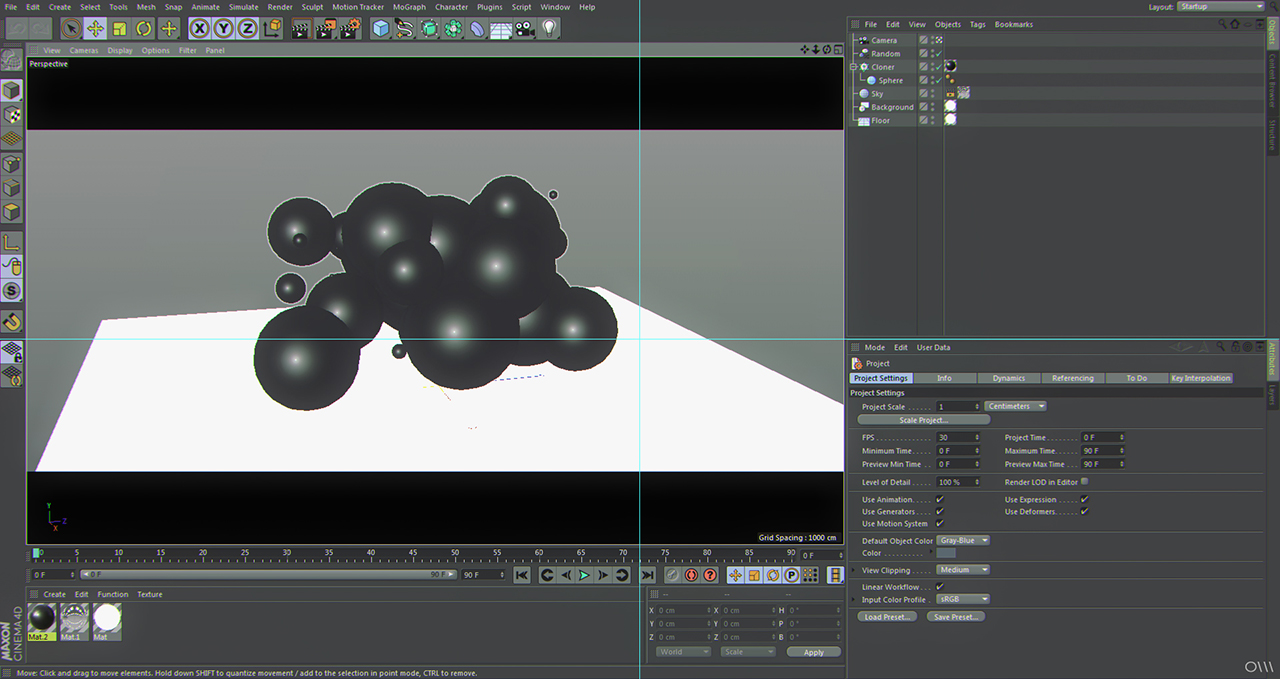 File Edit Create Select Tools Mesh Snap Animate Simulate Render Sculpt Motion Tracker MoGraph Character Plugins Script Window Help
Layout: Startup
X Y Z
View Cameras Display Options Filter Panel
Perspective
S
Grid Spacing : 1000 cm
Y
Z
X
0 5 10 15 20 25 30 35 40 45 50 55 60 65 70 75 80 85 90 0 F
0 F 0 F 90 F 90 F
P
Create Edit Function Texture
Mat.2 Mat.1 Mat
MAXON
CINEMA 4D
-- -- --
X 0 cm X 0 cm H 0 °
Y 0 cm Y 0 cm P 0 °
Z 0 cm Z 0 cm B 0 °
World Scale Apply
Move: Click and drag to move elements. Hold down SHIFT to quantize movement / add to the selection in point mode, CTRL to remove.
File Edit View Objects Tags Bookmarks
Camera
Random
Cloner
Sphere
Sky
Background
Floor
Objects
Content Browser
Structure
Mode Edit User Data
Project
Project Settings Info Dynamics Referencing To Do Key Interpolation
Project Settings
Project Scale . . . . . . 1 Centimeters
Scale Project...
FPS 30 Project Time 0 F
Minimum Time 0 F Maximum Time 90 F
Preview Min Time 0 F Preview Max Time 90 F
Level of Detail 100 % Render LOD in Editor
Use Animation Use Expression
Use Generators Use Deformers
Use Motion System
Default Object Color Gray-Blue
Color
View Clipping Medium
Linear Workflow
Input Color Profile sRGB
Load Preset... Save Preset...
Attributes
Layers